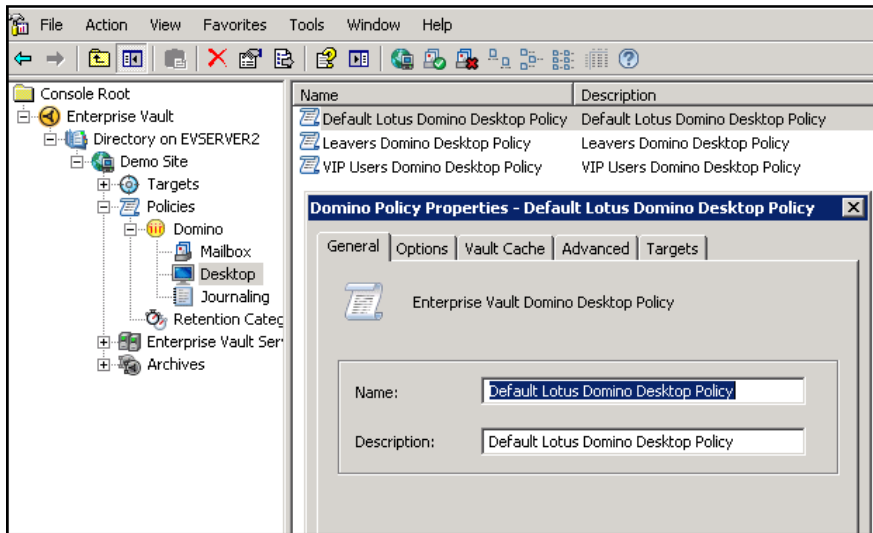 File Action View Favorites Tools Window Help
Console Root
Enterprise Vault
Directory on EVSERVER2
Demo Site
Targets
Policies
Domino
Mailbox
Desktop
Journaling
Retention Categ
Enterprise Vault Ser
Archives
Name Description
Default Lotus Domino Desktop Policy Default Lotus Domino Desktop Policy
Leavers Domino Desktop Policy Leavers Domino Desktop Policy
VIP Users Domino Desktop Policy VIP Users Domino Desktop Policy
Domino Policy Properties - Default Lotus Domino Desktop Policy
General Options Vault Cache Advanced Targets
Enterprise Vault Domino Desktop Policy
Name: Default Lotus Domino Desktop Policy
Description: Default Lotus Domino Desktop Policy